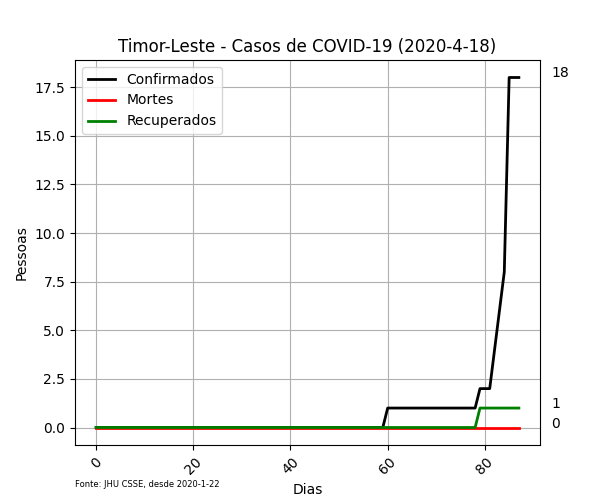 Timor-Leste - Casos de COVID-19 (2020-4-18)
Confirmados
Mortes
Recuperados
18
17.5
15.0
12.5
10.0
7.5
5.0
2.5
0.0
1
0
Pessoas
0
20
40
60
80
Fonte: JHU CSSE, desde 2020-1-22
Dias